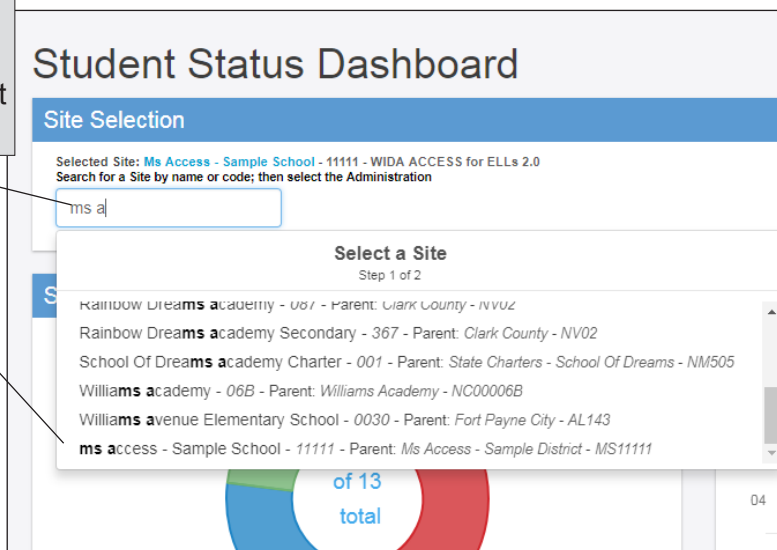 t
Student Status Dashboard
Site Selection
Selected Site: Ms Access - Sample School - 11111 - WIDA ACCESS for ELLs 2.0
Search for a Site by name or code; then select the Administration
ms a
Select a Site
Step 1 of 2
S
Rainbow Dreams academy - 087 - Parent: Clark County - NV02
Rainbow Dreams academy Secondary - 367 - Parent: Clark County - NV02
School Of Dreams academy Charter - 001 - Parent: State Charters - School Of Dreams - NM505
Williams academy - 06B - Parent: Williams Academy - NC00006B
Williams avenue Elementary School - 0030 - Parent: Fort Payne City - AL143
ms access - Sample School - 11111 - Parent: Ms Access - Sample District - MS11111
of 13
total
04